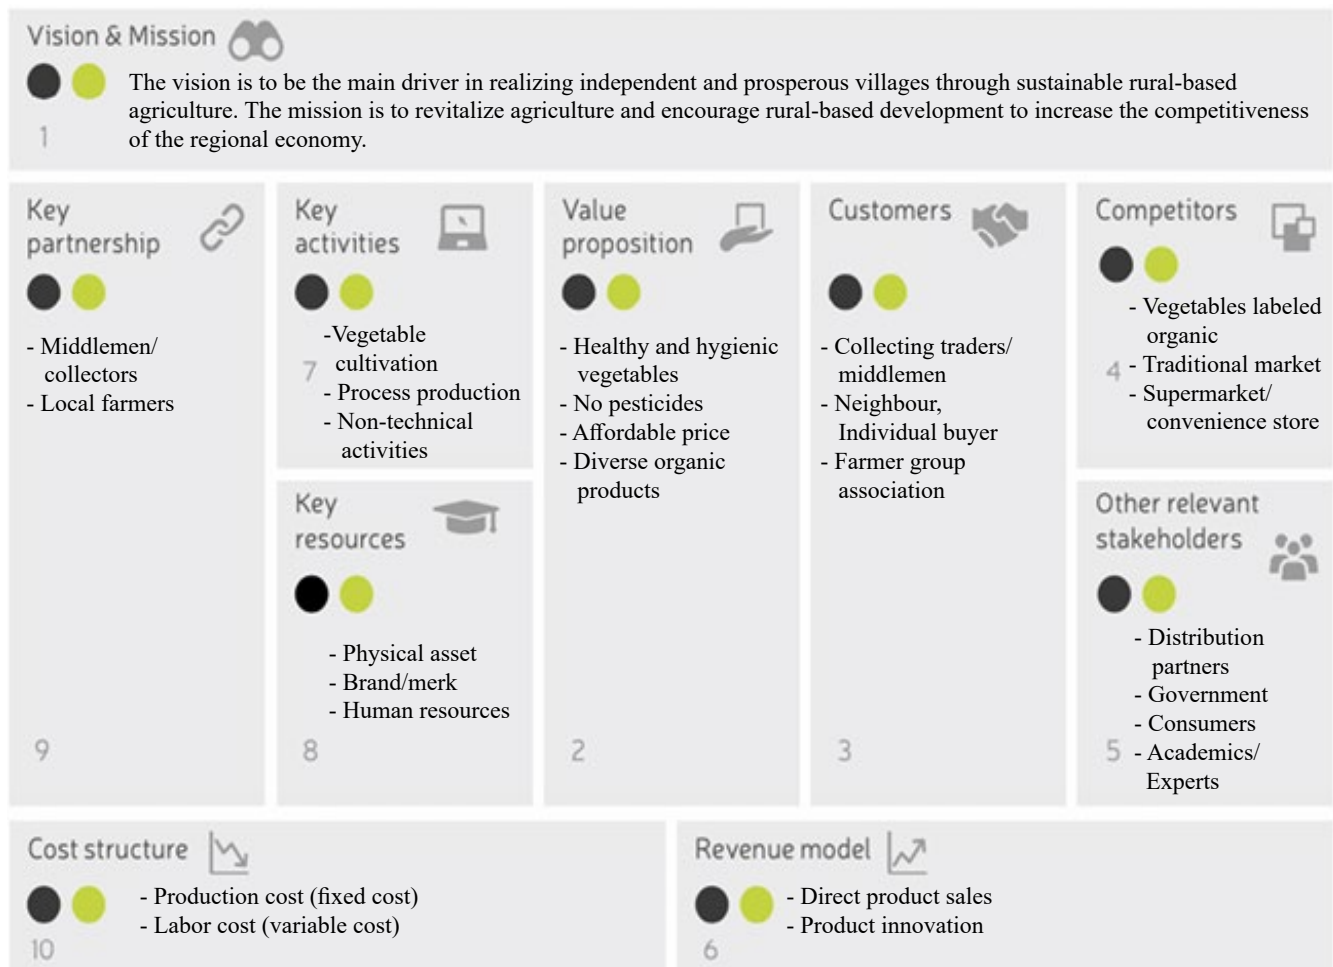 Vision & Mission
The vision is to be the main driver in realizing independent and prosperous villages through sustainable rural-based
agriculture. The mission is to revitalize agriculture and encourage rural-based development to increase the competitiveness
of the regional economy.
1
Key
partnership
- Middlemen/
collectors
- Local farmers
9
Key
activities
-Vegetable
cultivation
- Process production
- Non-technical
activities
7
Key
resources
- Physical asset
- Brand/merk
- Human resources
8
Value
proposition
- Healthy and hygienic
vegetables
- No pesticides
- Affordable price
- Diverse organic
products
2
Customers
- Collecting traders/
middlemen
- Neighbour,
Individual buyer
- Farmer group
association
3
Competitors
- Vegetables labeled
organic
- Traditional market
- Supermarket/
convenience store
4
Other relevant
stakeholders
- Distribution
partners
- Government
- Consumers
- Academics/
Experts
5
Cost structure
- Production cost (fixed cost)
- Labor cost (variable cost)
10
Revenue model
- Direct product sales
- Product innovation
6